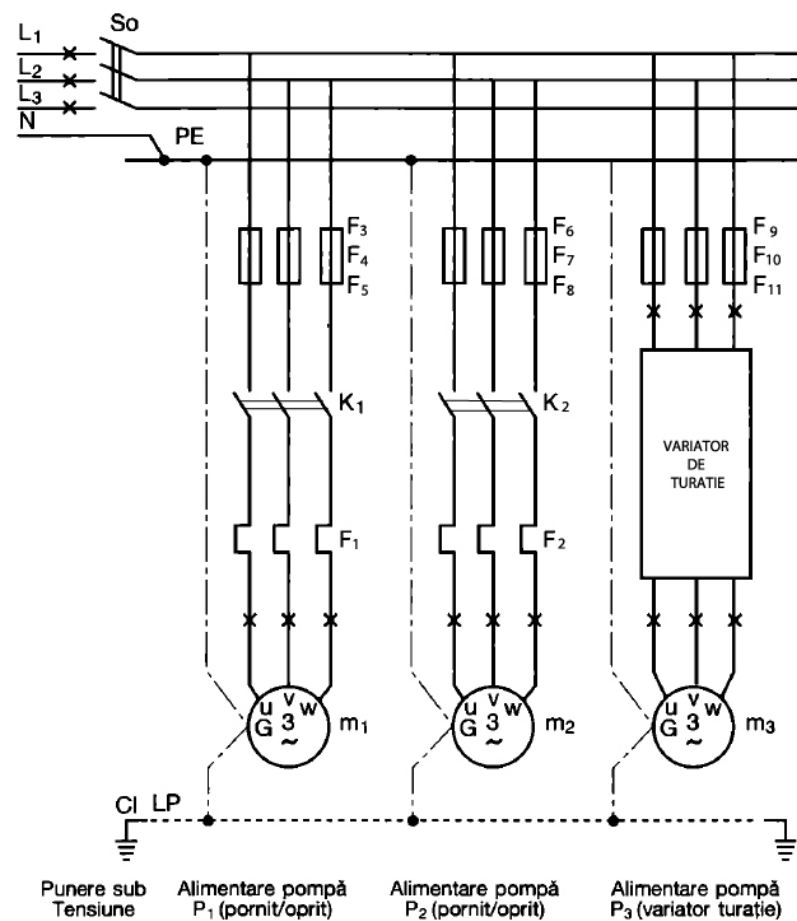 So
L1
L2
L3
N
PE
F3
F4
F5
F6
F7
F8
F9
F10
F11
K1
K2
VARIATOR
DE
TURATIE
F1
F2
u v w
G 3 ~
m1
u v w
G 3 ~
m2
u v w
G 3 ~
m3
CI LP
Punere sub
Tensiune
Alimentare pompă
P1 (pornit/oprit)
Alimentare pompă
P2 (pornit/oprit)
Alimentare pompă
P3 (variator turație)